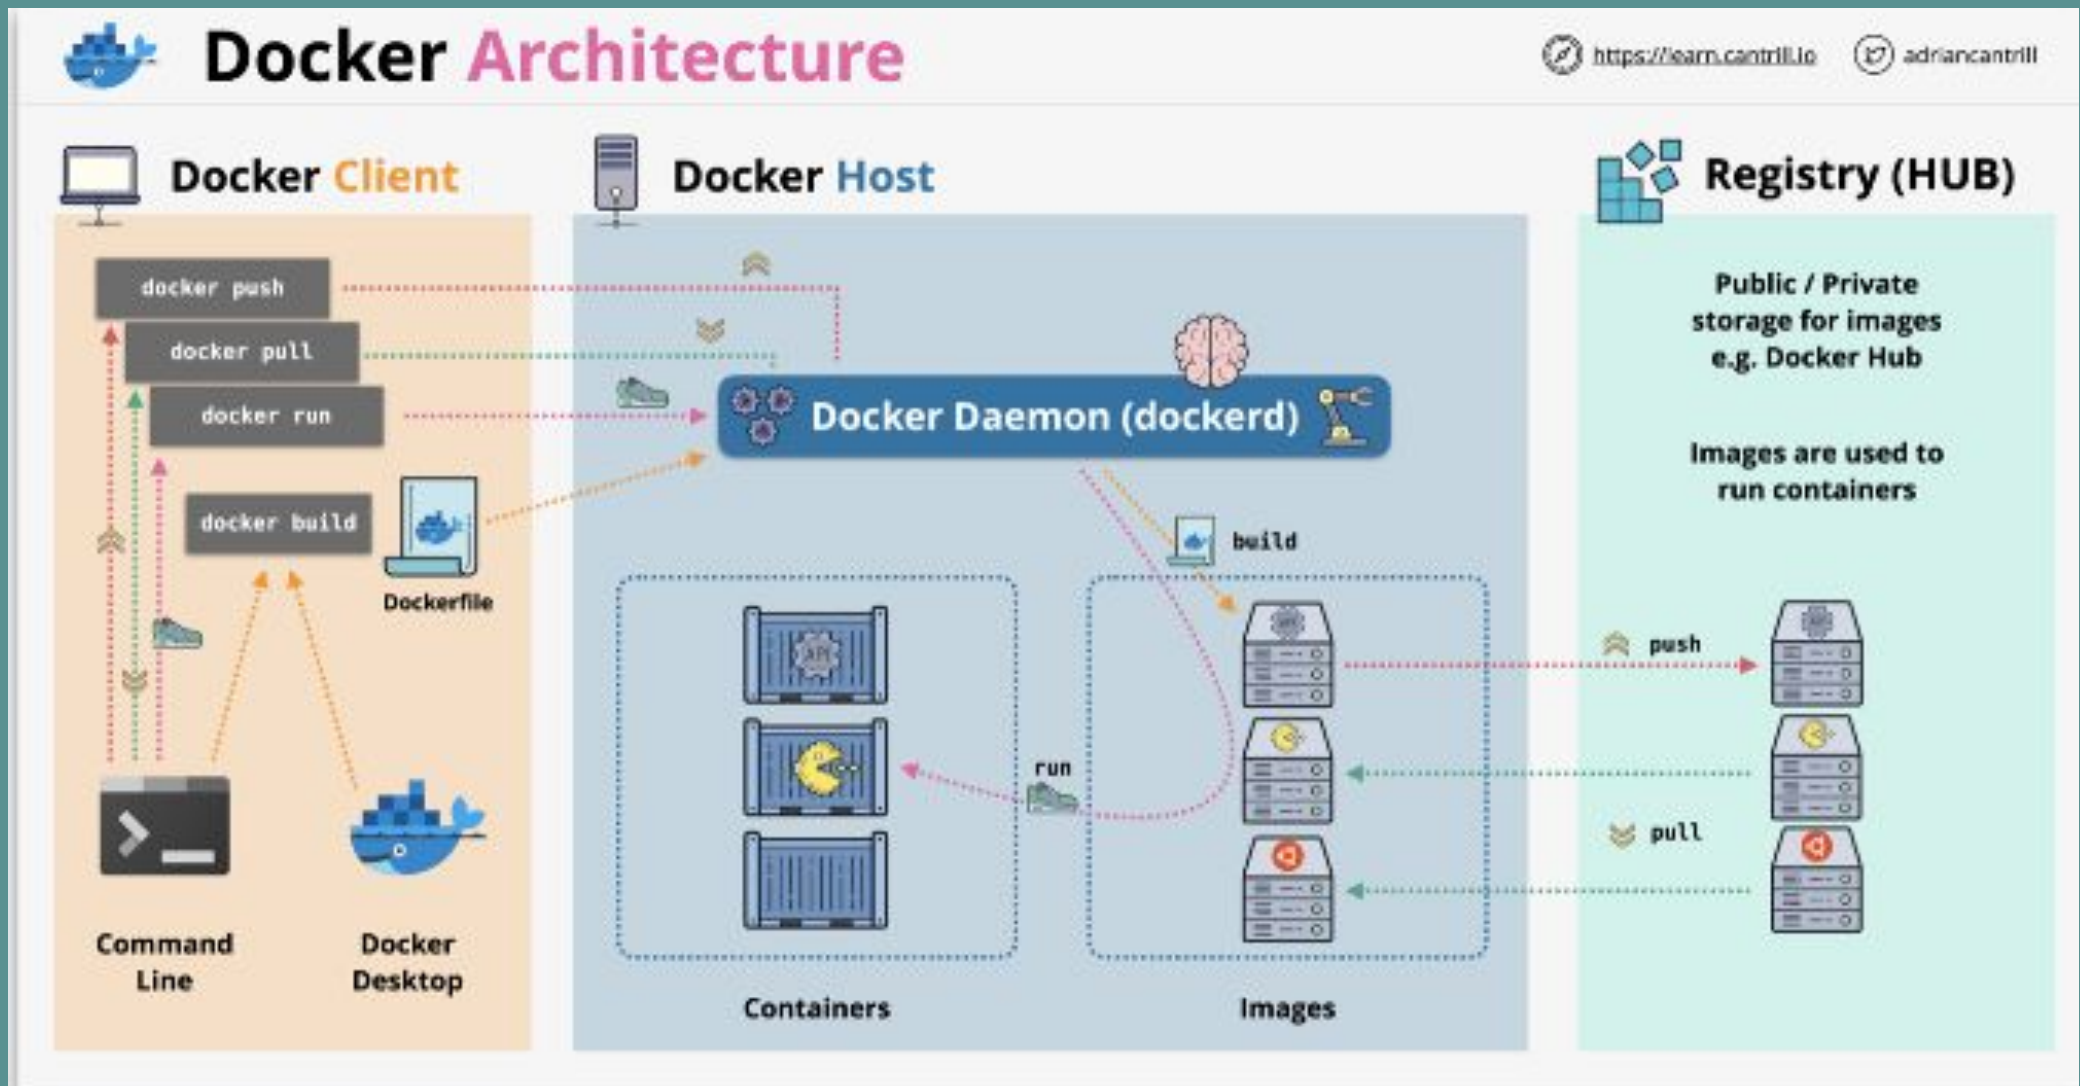 Docker Architecture
https://learn.cantrill.io
adriancantrill
Docker Client
docker push
docker pull
docker run
docker build
Dockerfile
Command
Line
Docker
Desktop
Docker Host
Docker Daemon (dockerd)
build
API
run
Containers
Images
Registry (HUB)
Public / Private
storage for images
e.g. Docker Hub
Images are used to
run containers
push
pull